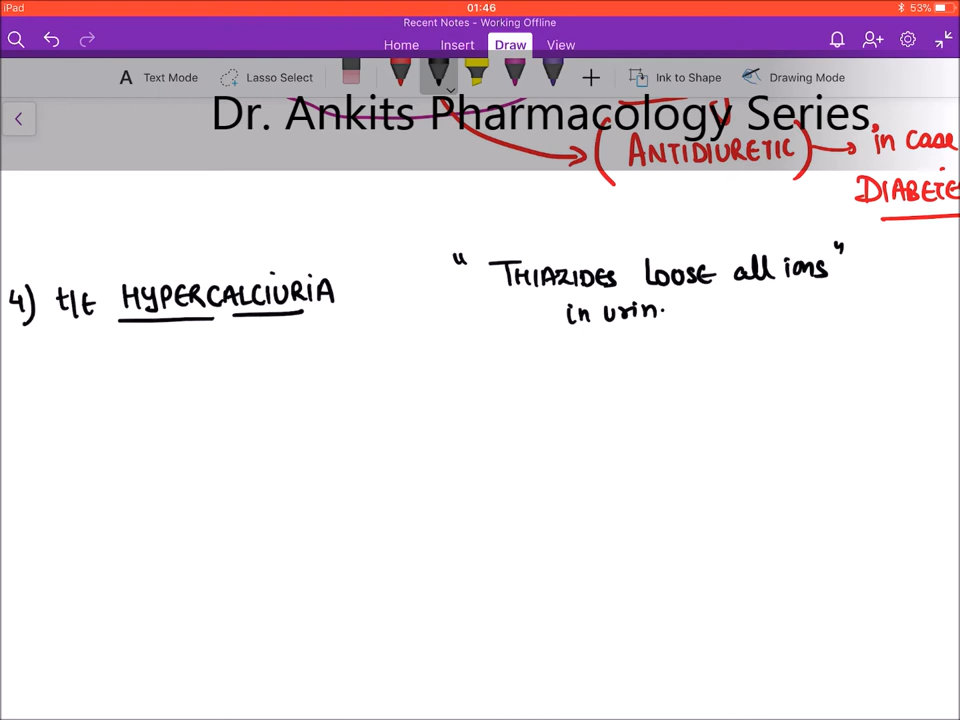 iPad 01:46 53%
Recent Notes - Working Offline
Home Insert Draw View
A Text Mode Lasso Select Ink to Shape Drawing Mode
Dr. Ankits Pharmacology Series,
(ANTIDIURETIC) → in case
DIABETE
4) t/t HYPERCALCIURIA
" THIAZIDES LOOSE all ions "
in urin.